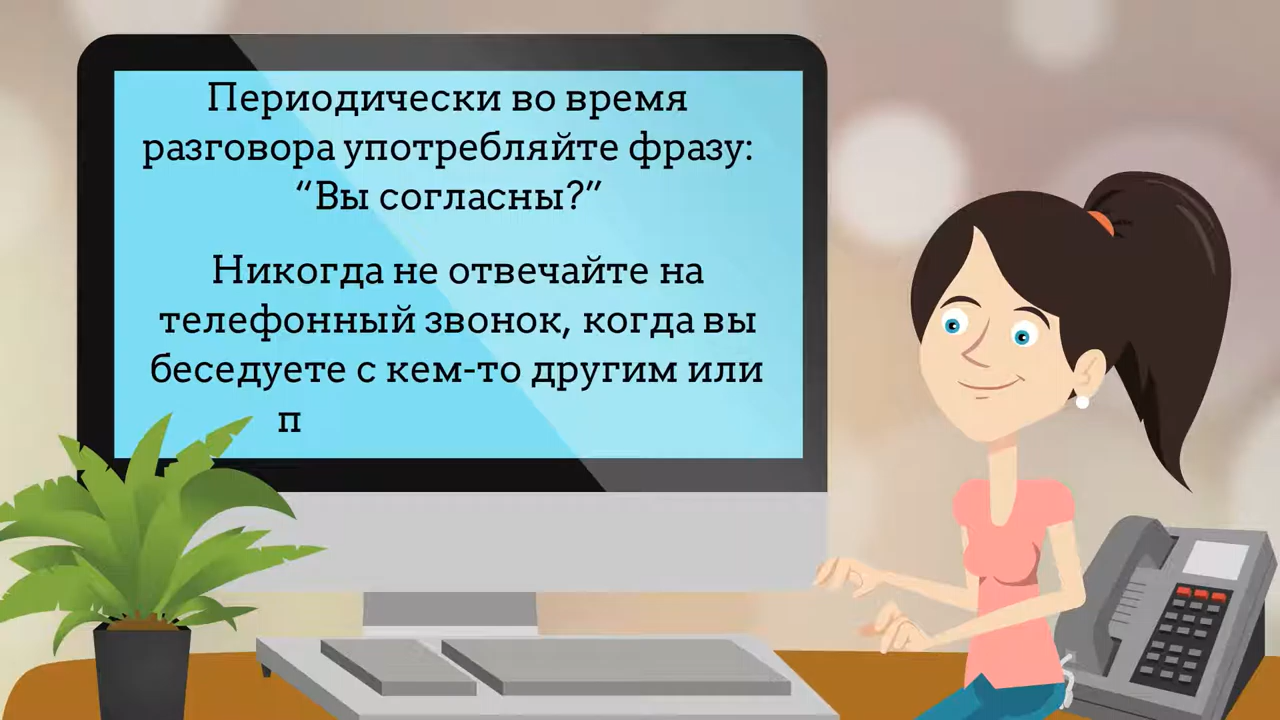 Периодически во время
разговора употребляйте фразу:
“Вы согласны?”
Никогда не отвечайте на
телефонный звонок, когда вы
беседуете с кем-то другим или
п